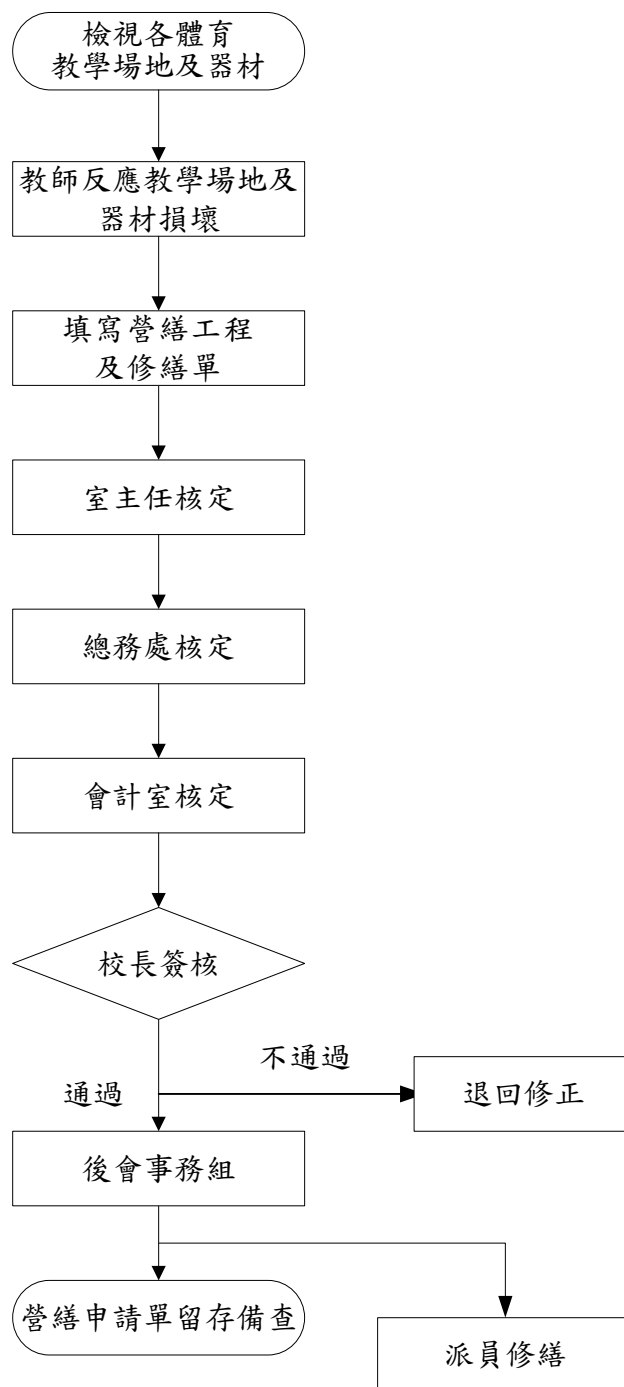 檢視各體育
教學場地及器材
教師反應教學場地及
器材損壞
填寫營繕工程
及修繕單
室主任核定
總務處核定
會計室核定
校長簽核
不通過
通過
退回修正
後會事務組
營繕申請單留存備查
派員修繕